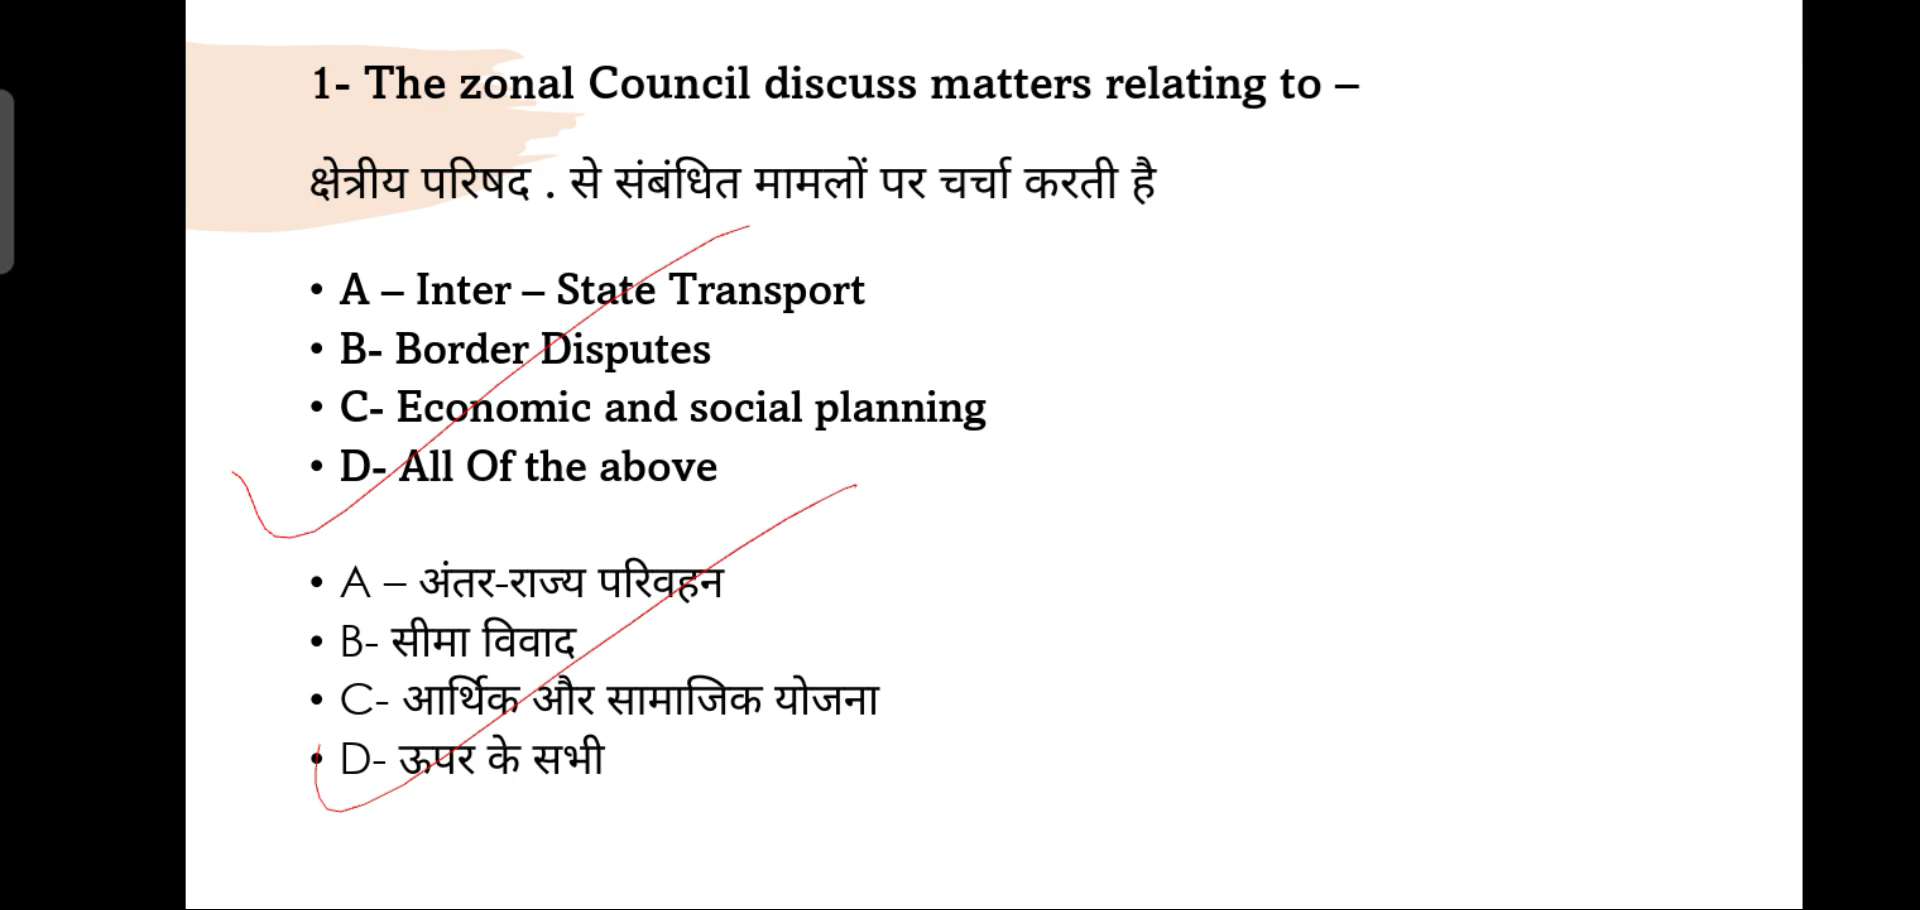 1- The zonal Council discuss matters relating to –
क्षेत्रीय परिषद . से संबंधित मामलों पर चर्चा करती है
• A – Inter – State Transport
• B- Border Disputes
• C- Economic and social planning
• D- All Of the above
• A – अंतर-राज्य परिवहन
• B- सीमा विवाद
• C- आर्थिक और सामाजिक योजना
• D- ऊपर के सभी